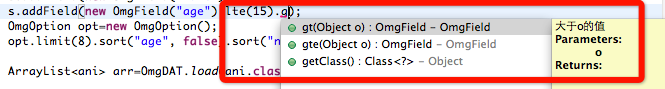 s.addField(new OmgField("age").lte(15).g
OmgOption opt=new OmgOption();
opt.limit(8).sort("age", false).sort("n
ArrayList<ani> arr=OmgDAT.load(ani.clas
gt(Object o) : OmgField – OmgField
gte(Object o) : OmgField – OmgField
getClass() : Class<?> – Object
大于o的值
Parameters:
o
Returns: